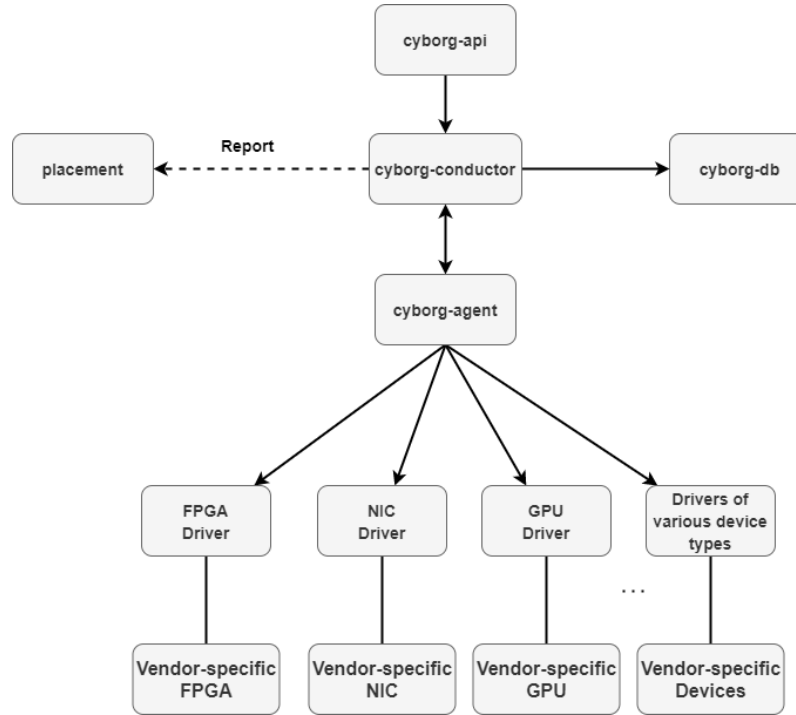 cyborg-api
Report
placement
cyborg-conductor
cyborg-db
cyborg-agent
FPGA
Driver
NIC
Driver
GPU
Driver
Drivers of
various device
types
...
Vendor-specific
FPGA
Vendor-specific
NIC
Vendor-specific
GPU
Vendor-specific
Devices